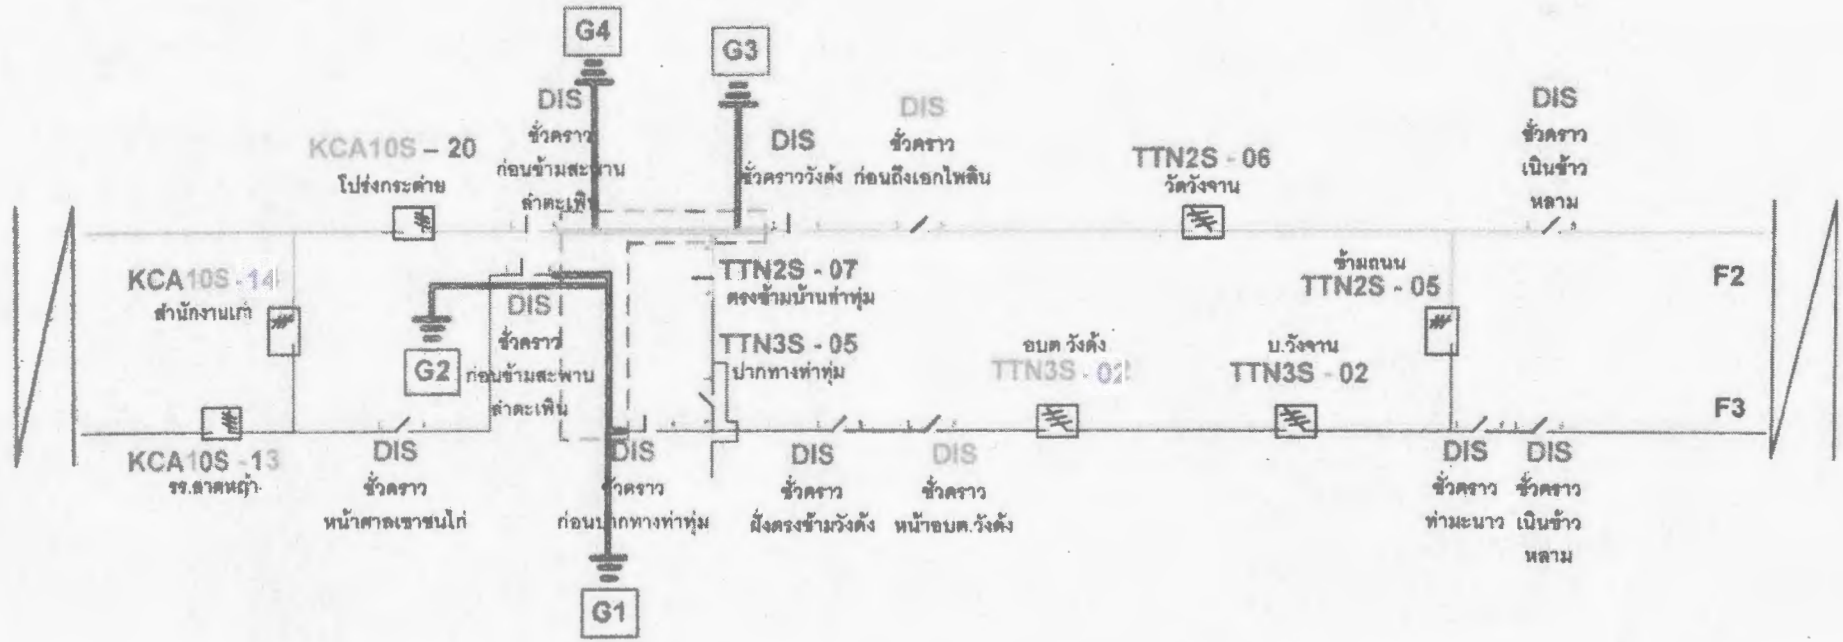 G4
G3
DIS
ชั่วคราว
ก่อนข้ามสะพาน
ลำตะเพิน
DIS
ชั่วคราววังด้ง
DIS
ชั่วคราว
ก่อนถึงเอกไพลิน
DIS
ชั่วคราว
เนินข้าว
หลาม
KCA10S - 20
โป่งกระต่าย
TTN2S - 06
วัดวังจาน
KCA10S - 14
สำนักงานเก่า
TTN2S - 07
ตรงข้ามบ้านท่าทุ่ม
ข้ามถนน
TTN2S - 05
F2
DIS
ชั่วคราว
ก่อนข้ามสะพาน
ลำตะเพิน
G2
TTN3S - 05
ปากทางท่าทุ่ม
อบต วังด้ง
TTN3S - 02
บ.วังจาน
TTN3S - 02
F3
KCA10S - 13
รร.ลาดหญ้า
DIS
ชั่วคราว
หน้าศาลเขาชนไก่
DIS
ชั่วคราว
ก่อนปากทางท่าทุ่ม
DIS
ชั่วคราว
ฝั่งตรงข้ามวังด้ง
DIS
ชั่วคราว
หน้าอบต.วังด้ง
DIS
ชั่วคราว
ท่ามะนาว
DIS
ชั่วคราว
เนินข้าว
หลาม
G1